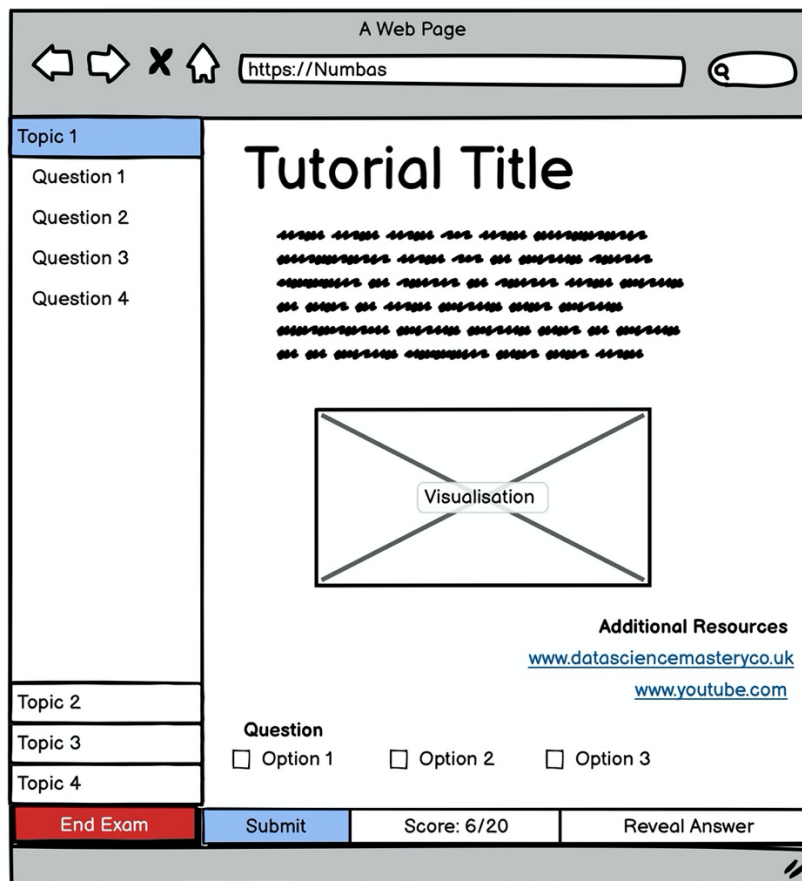 A Web Page
https://Numbas
Topic 1
Question 1
Question 2
Question 3
Question 4
Topic 2
Topic 3
Topic 4
End Exam
Tutorial Title
Visualisation
Additional Resources
www.datasciencemasteryco.uk
www.youtube.com
Question
Option 1 Option 2 Option 3
Submit Score: 6/20 Reveal Answer